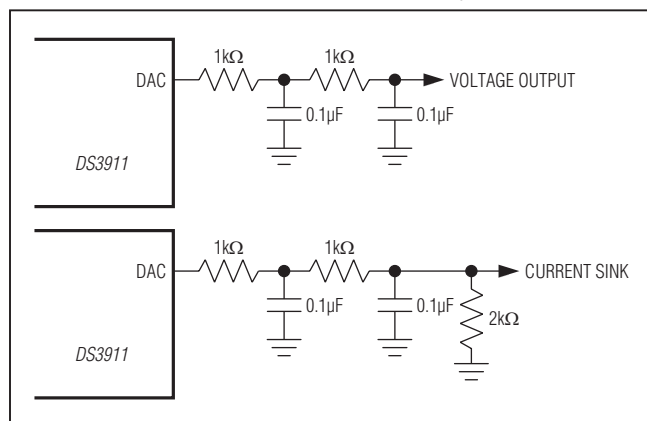 1kΩ 1kΩ
DAC VOLTAGE OUTPUT
0.1µF 0.1µF
DS3911
1kΩ 1kΩ
DAC CURRENT SINK
0.1µF 0.1µF
2kΩ
DS3911